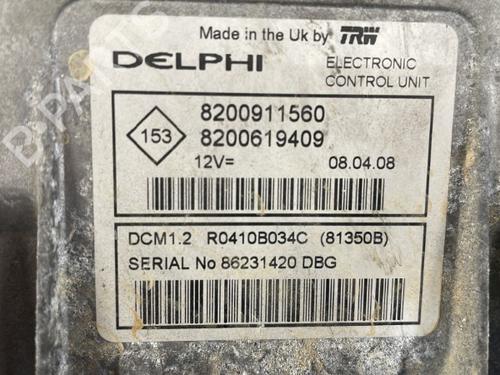 Made in the Uk by TRW
DELPHI ELECTRONIC
CONTROL UNIT
8200911560
153
8200619409
12V= 08.04.08
DCM1.2 R0410B034C (81350B)
SERIAL No 86231420 DBG
B-PARTS